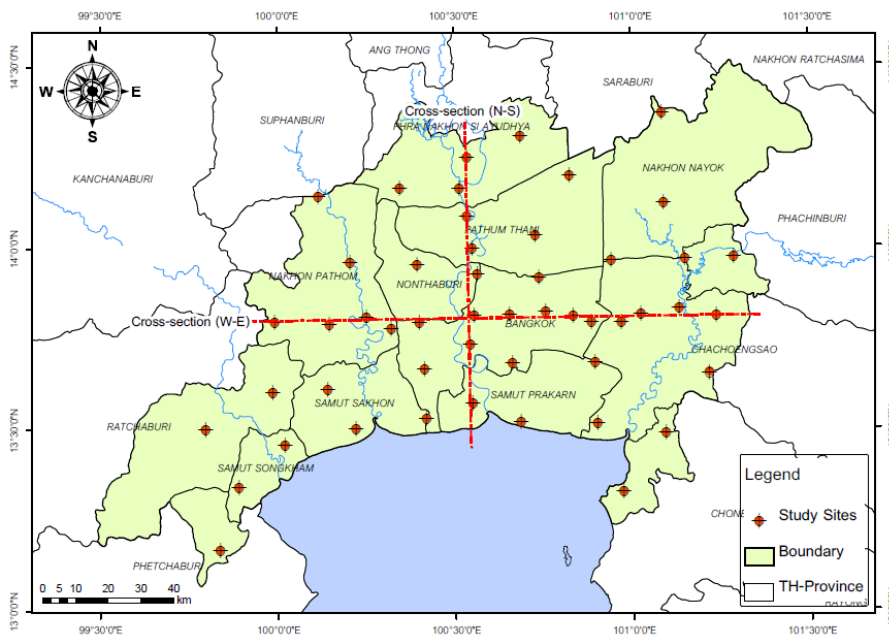 99°30'0"E 100°0'0"E 100°30'0"E 101°0'0"E 101°30'0"E
14°30'0"N
14°0'0"N
13°30'0"N
13°0'0"N
N
W E
S
ANG THONG
NAKHON RATCHASIMA
SARABURI
Cross-section (N-S)
SUPHANBURI
PHRA NAKHON SI AYUDHYA
KANCHANABURI
NAKHON NAYOK
PHACHINBURI
PATHUM THANI
NAKHON PATHOM
NONTHABURI
Cross-section (W-E)
BANGKOK
CHACHOENGSAO
SAMUT PRAKARN
SAMUT SAKHON
RATCHABURI
SAMUT SONGKHAM
PHETCHABURI
CHON
Legend
Study Sites
Boundary
TH-Province
0 5 10 20 30 40
km
99°30'0"E 100°0'0"E 100°30'0"E 101°0'0"E 101°30'0"E